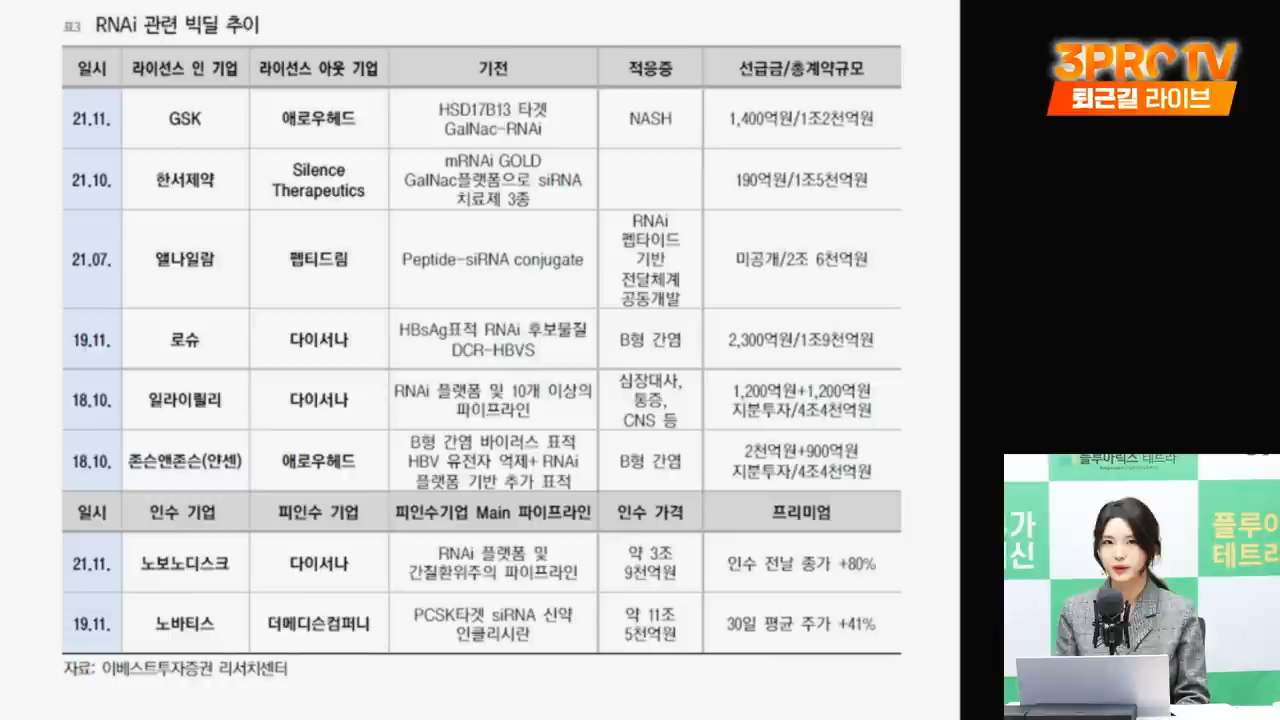 표3 RNAi 관련 빅딜 추이
일시 라이선스 인 기업 라이선스 아웃 기업 기전 적응증 선급금/총계약규모
21.11. GSK 애로우헤드 HSD17B13 타겟 GalNac-RNAi NASH 1,400억원/1조2천억원
21.10. 한서제약 Silence Therapeutics mRNAi GOLD GalNac플랫폼으로 siRNA 치료제 3종 190억원/1조5천억원
21.07. 앨나일람 펩티드림 Peptide-siRNA conjugate RNAi 펩타이드 기반 전달체계 공동개발 미공개/2조 6천억원
19.11. 로슈 다이서나 HBsAg표적 RNAi 후보물질 DCR-HBVS B형 간염 2,300억원/1조9천억원
18.10. 일라이릴리 다이서나 RNAi 플랫폼 및 10개 이상의 파이프라인 심장대사, 통증, CNS 등 1,200억원+1,200억원 지분투자/4조4천억원
18.10. 존슨앤존슨(얀센) 애로우헤드 B형 간염 바이러스 표적 HBV 유전자 억제+ RNAi 플랫폼 기반 추가 표적 B형 간염 2천억원+900억원 지분투자/4조4천억원
일시 인수 기업 피인수 기업 피인수기업 Main 파이프라인 인수 가격 프리미엄
21.11. 노보노디스크 다이서나 RNAi 플랫폼 및 간질환위주의 파이프라인 약 3조 9천억원 인수 전날 종가 +80%
19.11. 노바티스 더메디슨컴퍼니 PCSK타겟 siRNA 신약 인클리시란 약 11조 5천억원 30일 평균 주가 +41%
자료: 이베스트투자증권 리서치센터
3PRO TV
퇴근길 라이브
플루아릭스 테트라
가
신
플루아
테트라